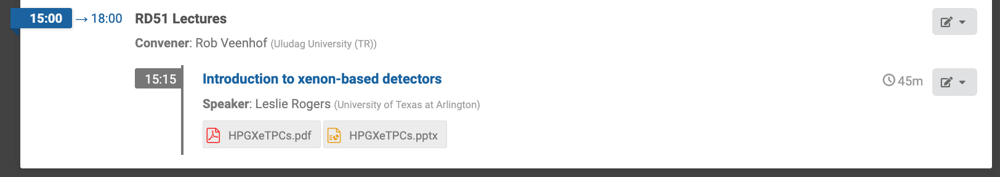 15:00 → 18:00 RD51 Lectures
Convener: Rob Veenhof (Uludag University (TR))
15:15 Introduction to xenon-based detectors 45m
Speaker: Leslie Rogers (University of Texas at Arlington)
HPGXeTPCs.pdf HPGXeTPCs.pptx